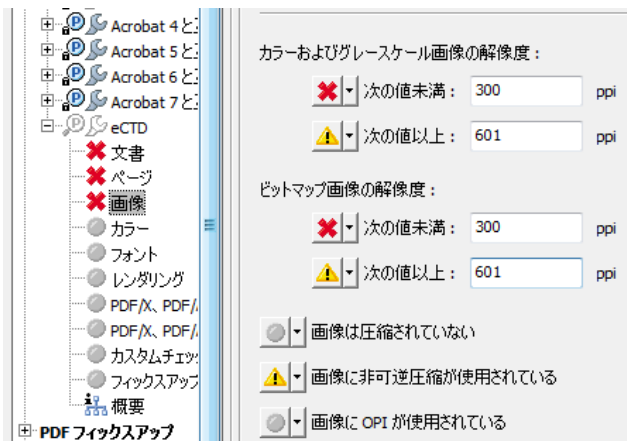 Acrobat 4 と
Acrobat 5 と
Acrobat 6 と
Acrobat 7 と
eCTD
文書
ページ
画像
カラー
フォント
レンダリング
PDF/X、PDF/
PDF/X、PDF/
カスタムチェッ
フィックスアップ
概要
PDF フィックスアップ
カラーおよびグレースケール画像の解像度：
次の値未満： 300 ppi
次の値以上： 601 ppi
ビットマップ画像の解像度：
次の値未満： 300 ppi
次の値以上： 601 ppi
画像は圧縮されていない
画像に非可逆圧縮が使用されている
画像に OPI が使用されている